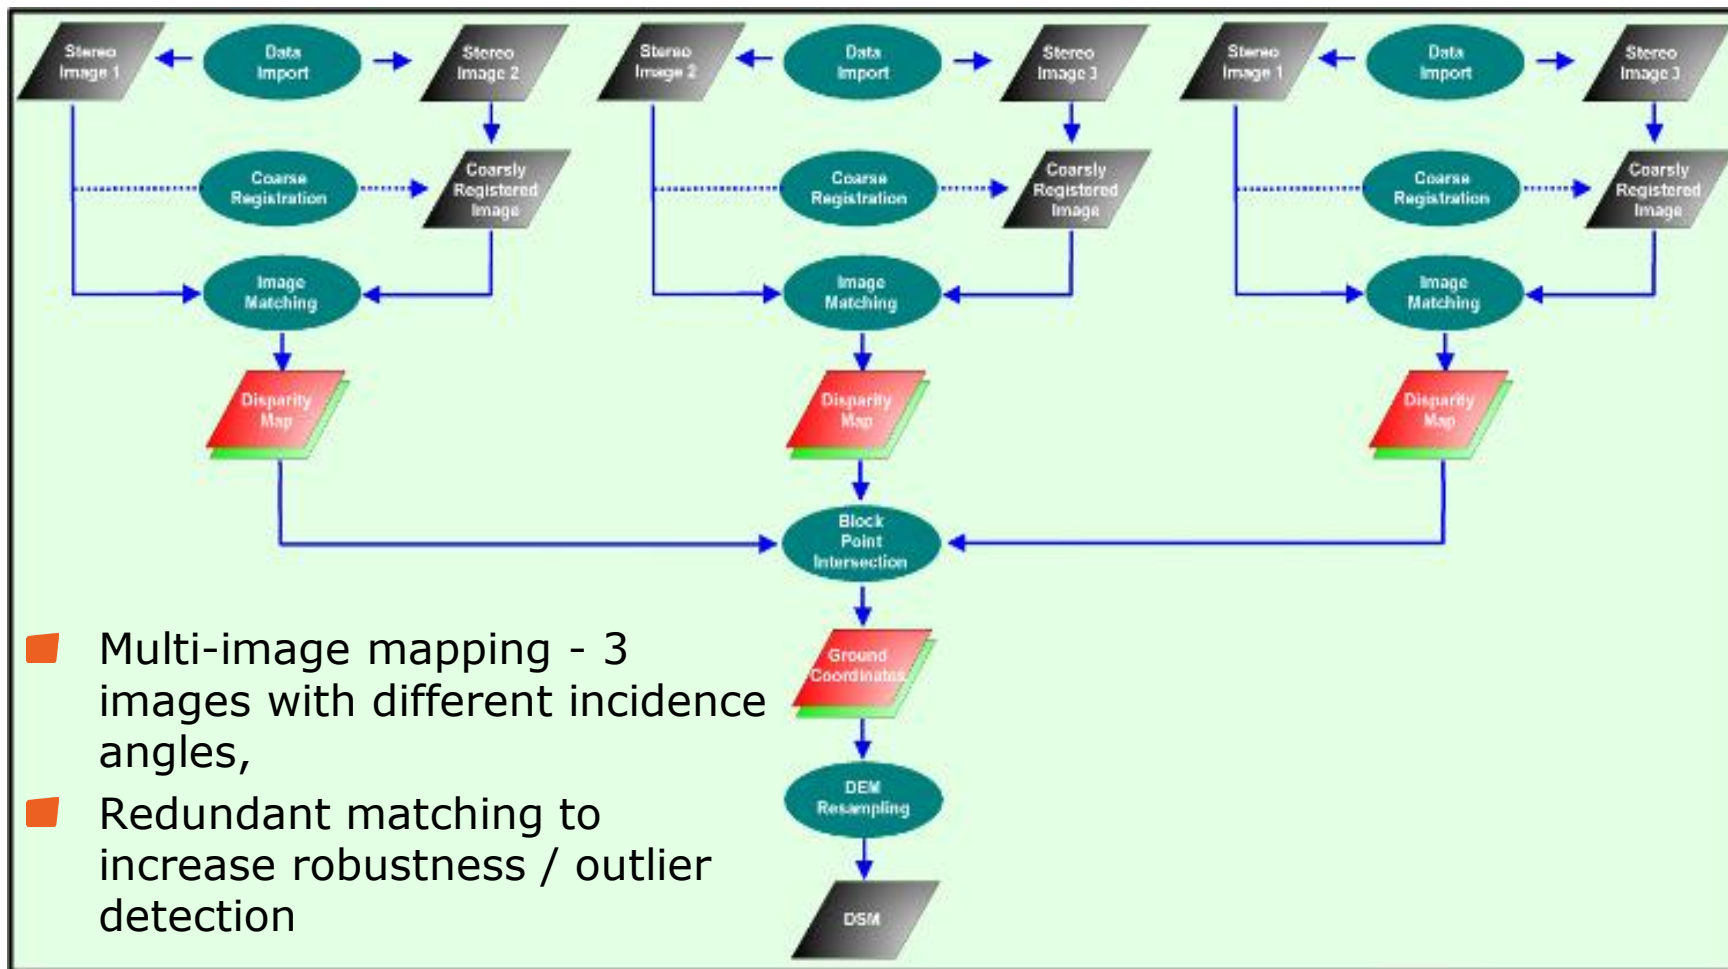 Stereo
Image 1
Data
Import
Stereo
Image 2
Stereo
Image 2
Data
Import
Stereo
Image 3
Stereo
Image 1
Data
Import
Stereo
Image 3
Coarse
Registration
Coarsly
Registered
Image
Coarse
Registration
Coarsly
Registered
Image
Coarse
Registration
Coarsly
Registered
Image
Image
Matching
Image
Matching
Image
Matching
Disparity
Map
Disparity
Map
Disparity
Map
Block
Point
Intersection
Ground
Coordinates
DEM
Resampling
DSM
Multi-image mapping - 3
images with different incidence
angles,
Redundant matching to
increase robustness / outlier
detection